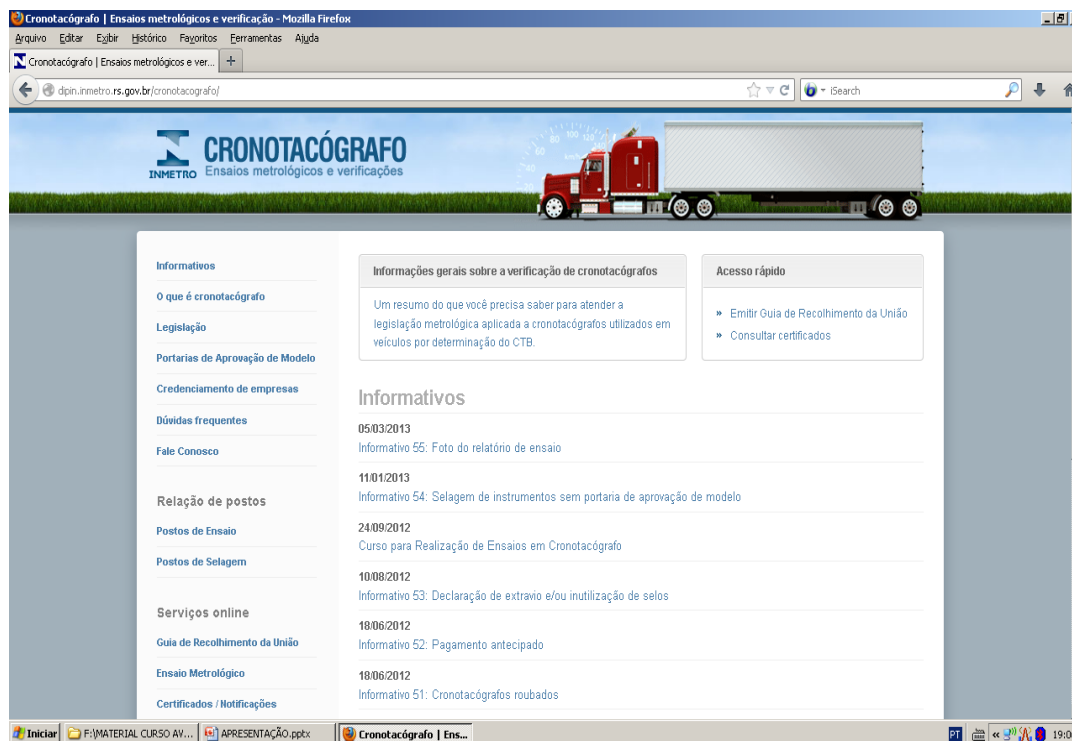 Cronotacógrafo | Ensaios metrológicos e verificação - Mozilla Firefox
Arquivo Editar Exibir Histórico Favoritos Ferramentas Ajuda
Cronotacógrafo | Ensaios metrológicos e ver...
dipin.inmetro.rs.gov.br/cronotacografo/
iSearch
INMETRO
CRONOTACÓGRAFO
Ensaios metrológicos e verificações
60 80 100 120
km/h
Informativos
O que é cronotacógrafo
Legislação
Portarias de Aprovação de Modelo
Credenciamento de empresas
Dúvidas frequentes
Fale Conosco
Relação de postos
Postos de Ensaio
Postos de Selagem
Serviços online
Guia de Recolhimento da União
Ensaio Metrológico
Certificados / Notificações
Informações gerais sobre a verificação de cronotacógrafos
Um resumo do que você precisa saber para atender a
legislação metrológica aplicada a cronotacógrafos utilizados em
veículos por determinação do CTB.
Acesso rápido
» Emitir Guia de Recolhimento da União
» Consultar certificados
Informativos
05/03/2013
Informativo 55: Foto do relatório de ensaio
11/01/2013
Informativo 54: Selagem de instrumentos sem portaria de aprovação de modelo
24/09/2012
Curso para Realização de Ensaios em Cronotacógrafo
10/08/2012
Informativo 53: Declaração de extravio e/ou inutilização de selos
18/06/2012
Informativo 52: Pagamento antecipado
18/06/2012
Informativo 51: Cronotacógrafos roubados
Iniciar F:\MATERIAL CURSO AV... APRESENTAÇÃO.pptx Cronotacógrafo | Ens... PT